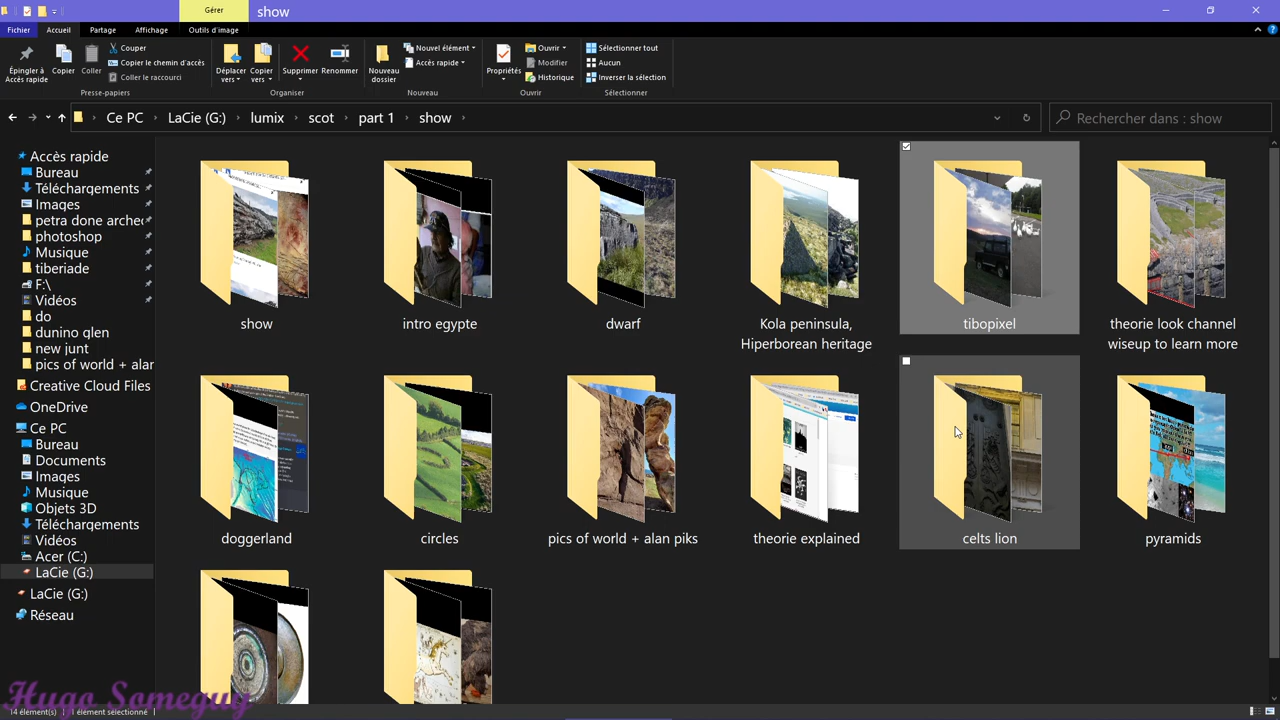 Gérer
show
Fichier
Accueil
Partage
Affichage
Outils d'image
Épingler à
Accès rapide
Copier
Coller
Couper
Copier le chemin d'accès
Coller le raccourci
Presse-papiers
Déplacer
vers
Copier
vers
Supprimer
Renommer
Organiser
Nouveau
dossier
Nouvel élément
Accès rapide
Nouveau
Propriétés
Ouvrir
Modifier
Historique
Ouvrir
Sélectionner tout
Aucun
Inverser la sélection
Sélectionner
Ce PC
LaCie (G:)
lumix
scot
part 1
show
Rechercher dans : show
Accès rapide
Bureau
Téléchargements
Images
petra done arche
photoshop
Musique
tiberiade
F:\
Vidéos
do
dunino glen
new junt
pics of world + alan
Creative Cloud Files
OneDrive
Ce PC
Bureau
Documents
Images
Musique
Objets 3D
Téléchargements
Vidéos
Acer (C:)
LaCie (G:)
LaCie (G:)
Réseau
show
intro egypte
dwarf
Kola peninsula,
Hiperborean heritage
tibopixel
theorie look channel
wiseup to learn more
doggerland
circles
pics of world + alan piks
theorie explained
celts lion
pyramids
Hugo Someguy
14 élément(s)
1 élément sélectionné